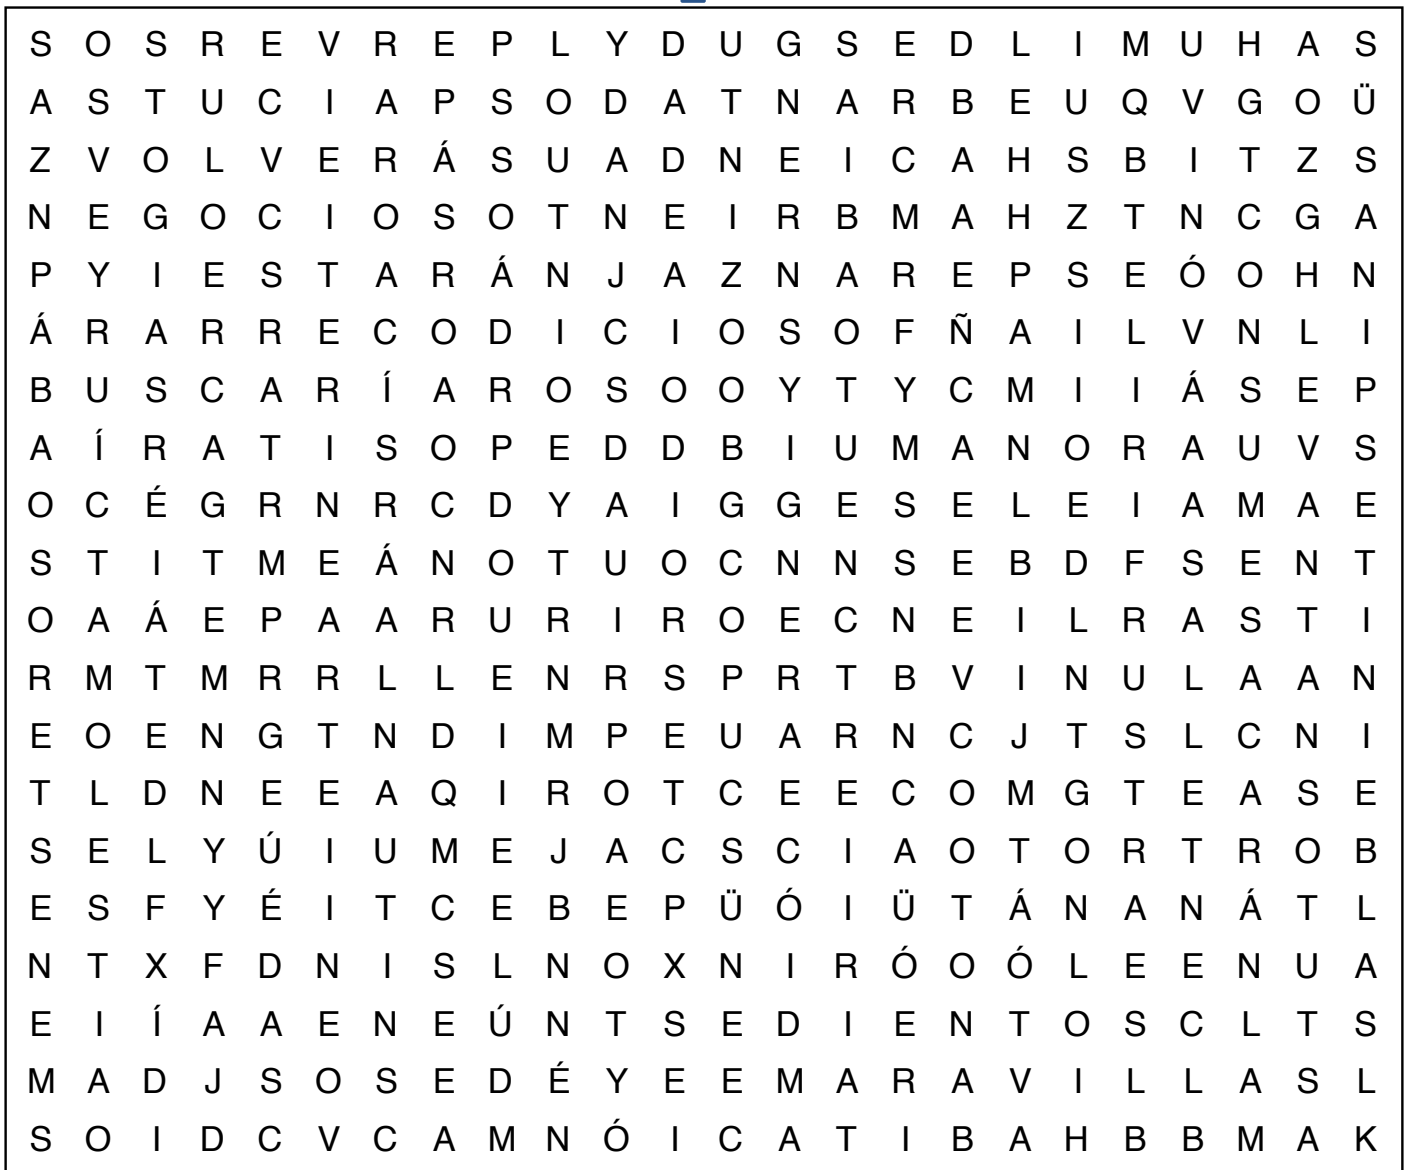 S O S R E V R E P L Y D U G S E D L I M U H A S
A S T U C I A P S O D A T N A R B E U Q V G O Ü
Z V O L V E R Á S U A D N E I C A H S B I T Z S
N E G O C I O S O T N E I R B M A H Z T N C G A
P Y I E S T A R Á N J A Z N A R E P S E Ó O H N
Á R A R R E C O D I C I O S O F Ñ A I L V N L I
B U S C A R Í A R O S O O Y T Y C M I I Á S E P
A Í R A T I S O P E D D B I U M A N O R A U V S
O C É G R N R C D Y A I G G E S E L E I A M A E
S T I T M E Á N O T U O C N N S E B D F S E N T
O A Á E P A A R U R I R O E C N E I L R A S T I
R M T M R R L L E N R S P R T B V I N U L A A N
E O E N G T N D I M P E U A R N C J T S L C N I
T L D N E E A Q I R O T C E E C O M G T E A S E
S E L Y Ú I U M E J A C S C I A O T O R T R O B
E S F Y É I T C E B E P Ü Ó I Ü T Á N A N Á T L
N T X F D N I S L N O X N I R Ó O Ó L E E N U A
E I Í A A E N E Ú N T S E D I E N T O S C L T S
M A D J S O S E D É Y E E M A R A V I L L A S L
S O I D C V C A M N Ó I C A T I B A H B B M A K